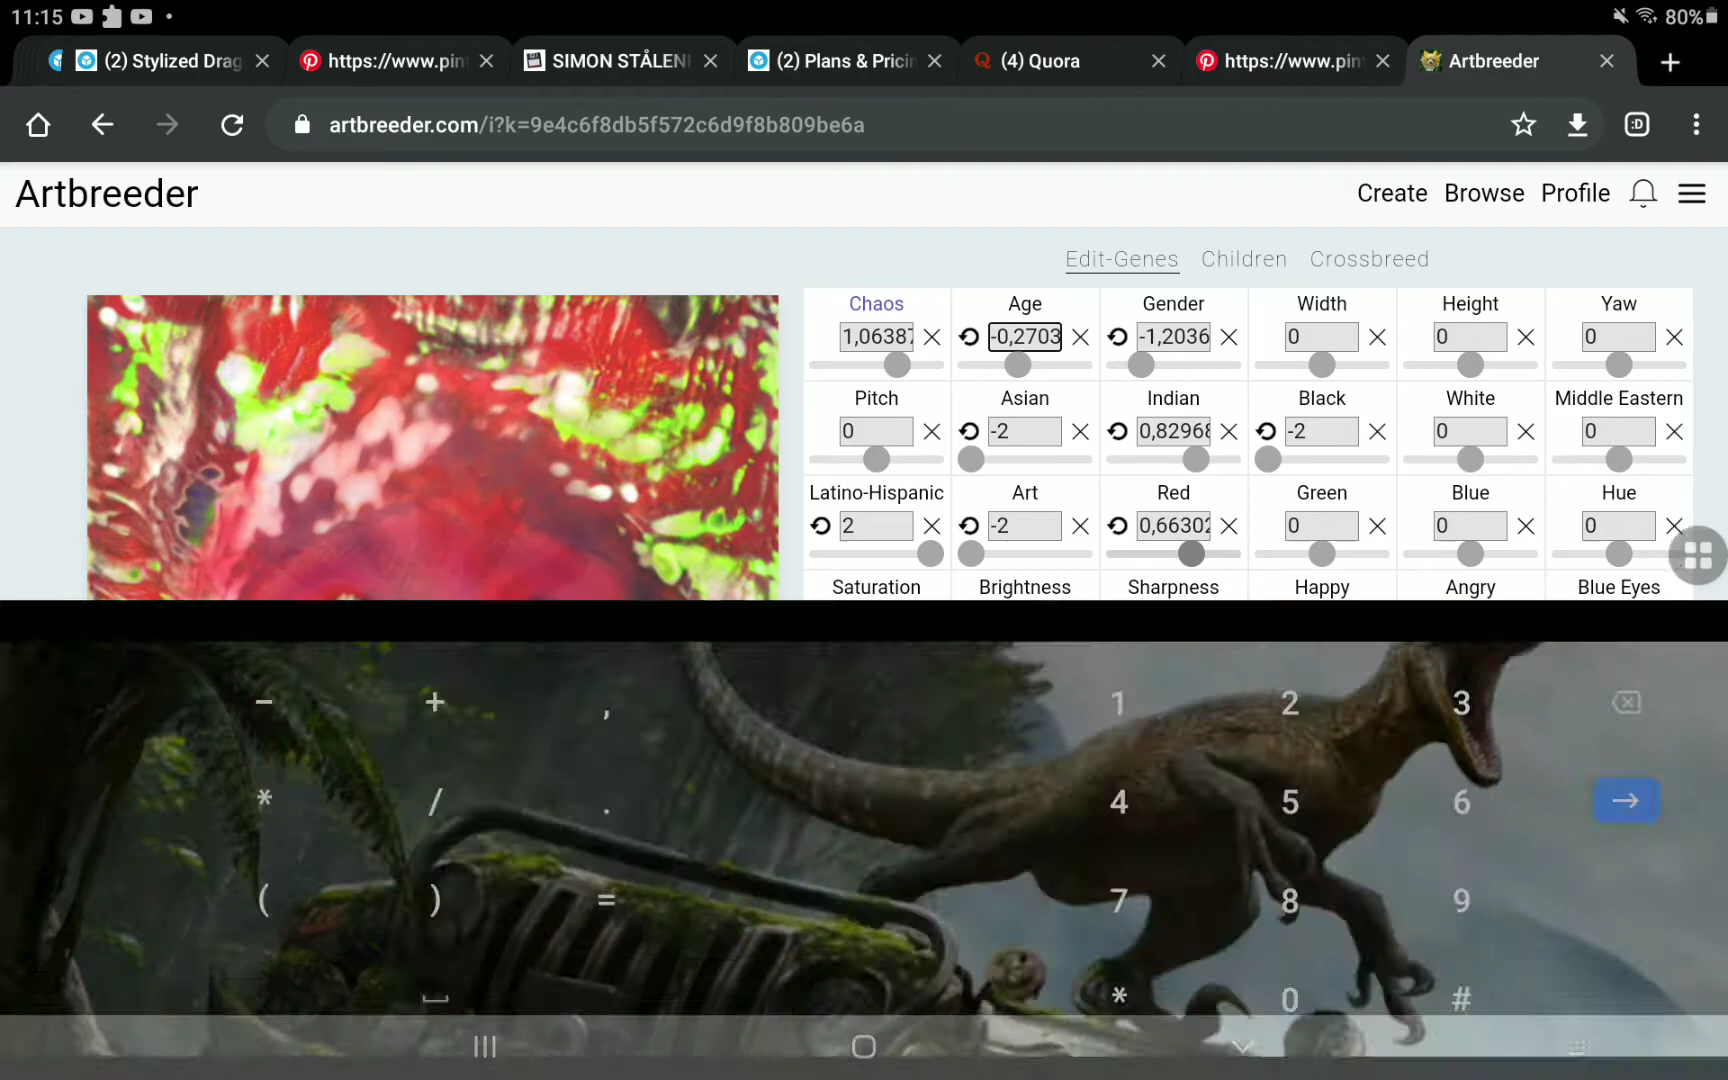 11:15 80%
(2) Stylized Drag https://www.pin SIMON STÅLEN (2) Plans & Pricin (4) Quora https://www.pin Artbreeder
artbreeder.com/i?k=9e4c6f8db5f572c6d9f8b809be6a :D
Artbreeder Create Browse Profile
Edit-Genes Children Crossbreed
Chaos Age Gender Width Height Yaw
1,06387 -0,2703 -1,2036 0 0 0
Pitch Asian Indian Black White Middle Eastern
0 -2 0,82968 -2 0 0
Latino-Hispanic Art Red Green Blue Hue
2 -2 0,66302 0 0 0
Saturation Brightness Sharpness Happy Angry Blue Eyes
- + , 1 2 3
* / . 4 5 6
( ) = 7 8 9
* 0 #